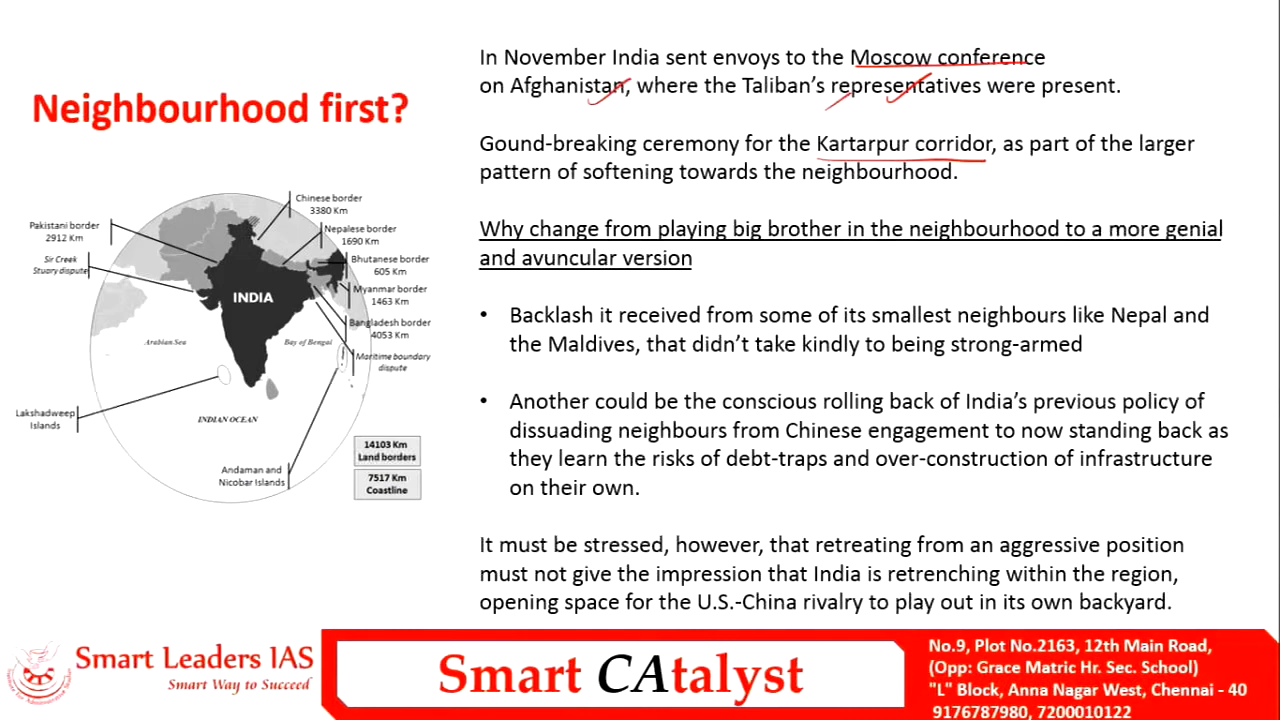 Neighbourhood first?
In November India sent envoys to the Moscow conference
on Afghanistan, where the Taliban's representatives were present.
Gound-breaking ceremony for the Kartarpur corridor, as part of the larger
pattern of softening towards the neighbourhood.
Why change from playing big brother in the neighbourhood to a more genial
and avuncular version
• Backlash it received from some of its smallest neighbours like Nepal and
the Maldives, that didn't take kindly to being strong-armed
• Another could be the conscious rolling back of India's previous policy of
dissuading neighbours from Chinese engagement to now standing back as
they learn the risks of debt-traps and over-construction of infrastructure
on their own.
It must be stressed, however, that retreating from an aggressive position
must not give the impression that India is retrenching within the region,
opening space for the U.S.-China rivalry to play out in its own backyard.
Chinese border
3380 Km
Pakistani border
2912 Km
Nepalese border
1690 Km
Sir Creek
Stuary dispute
Bhutanese border
605 Km
Myanmar border
1463 Km
INDIA
Bangladesh border
4053 Km
Arabian Sea
Bay of Bengal
Maritime boundary
dispute
Lakshadweep
Islands
INDIAN OCEAN
14103 Km
Land borders
Andaman and
Nicobar Islands
7517 Km
Coastline
Smart Leaders IAS
Smart Way to Succeed
Smart CAtalyst
No.9, Plot No.2163, 12th Main Road,
(Opp: Grace Matric Hr. Sec. School)
"L" Block, Anna Nagar West, Chennai - 40
9176787980, 7200010122